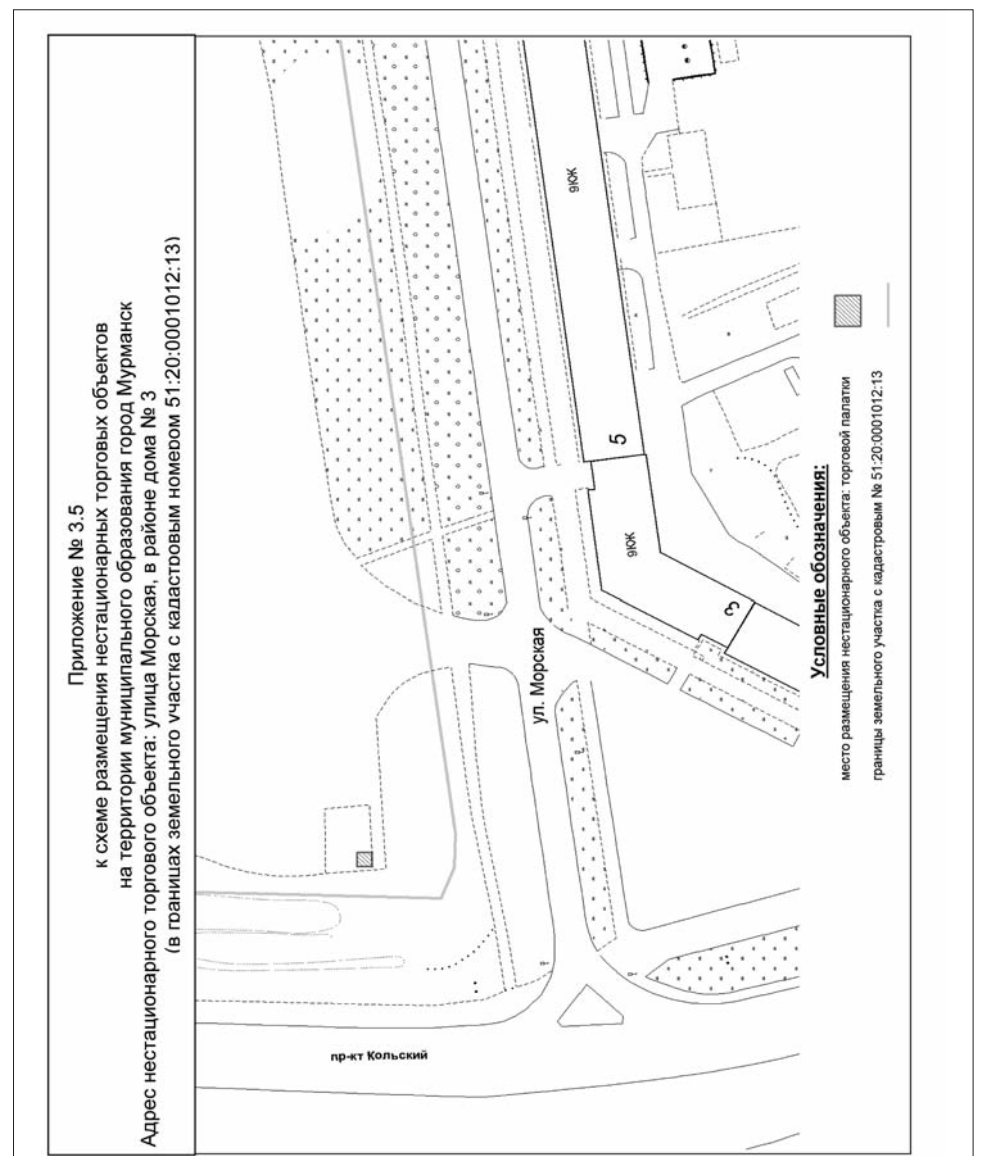 Приложение № 3.5
к схеме размещения нестационарных торговых объектов
на территории муниципального образования город Мурманск
Адрес нестационарного торгового объекта: улица Морская, в районе дома № 3
(в границах земельного участка с кадастровым номером 51:20:0001012:13)
пр-кт Кольский
ул. Морская
9КЖ
5
9КЖ
3
Условные обозначения:
место размещения нестационарного объекта: торговой палатки
границы земельного участка с кадастровым № 51:20:0001012:13